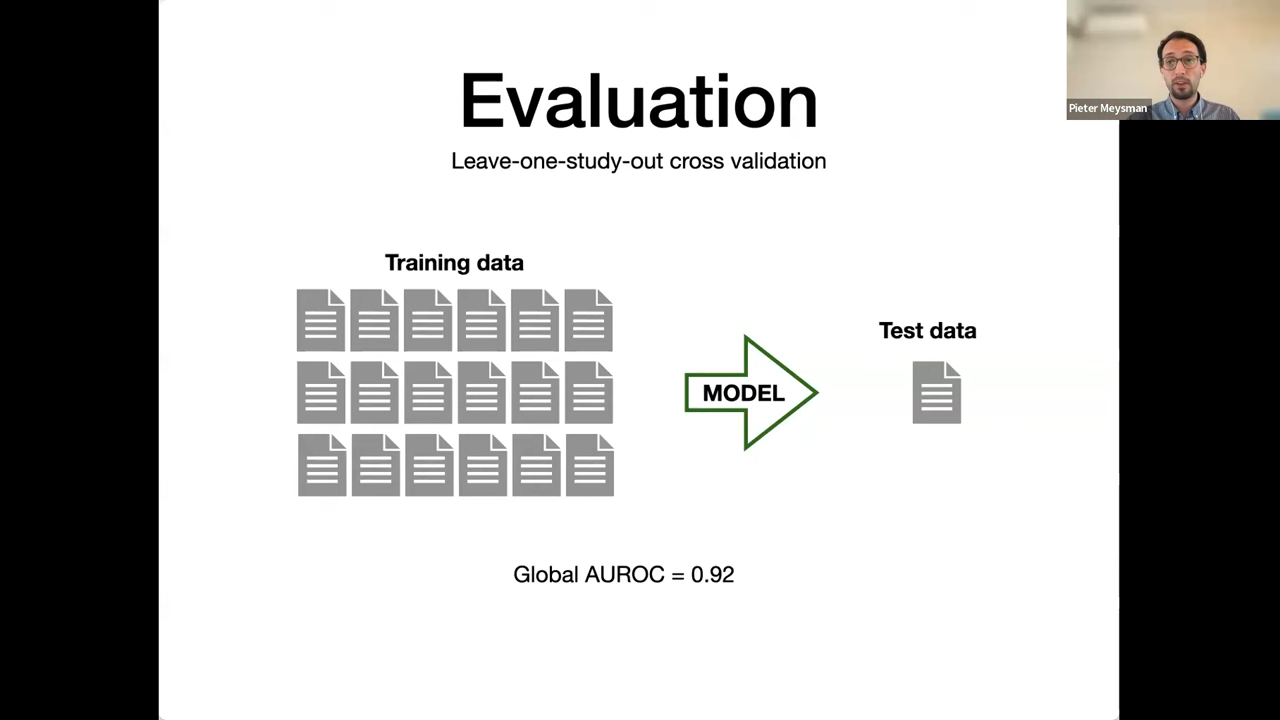 Evaluation
Leave-one-study-out cross validation
Pieter Meysman
Training data
Test data
MODEL
Global AUROC = 0.92